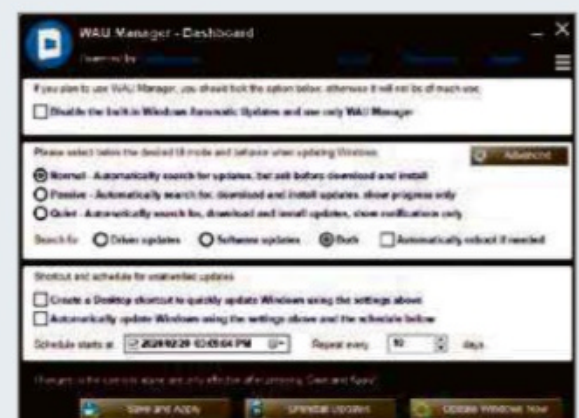 WAU Manager - Dashboard
Powered by
If you plan to use WAU Manager, you should tick the option below, otherwise it will not be of much use.
Disable the built-in Windows Automatic Updates and use only WAU Manager
Please select below the desired UI mode and behavior when updating Windows
Advanced
Normal - Automatically search for updates, but ask before download and install
Passive - Automatically search for, download and install updates, show progress only
Quiet - Automatically search for, download and install updates, show notifications only
Search for Driver updates Software updates Both Automatically reboot if needed
Shortcut and schedule for unattended updates
Create a Desktop shortcut to quickly update Windows using the settings above
Automatically update Windows using the settings above and the schedule below
Schedule starts at Repeat every 10 days
Save and Apply Uninstall Updates Update Windows Now